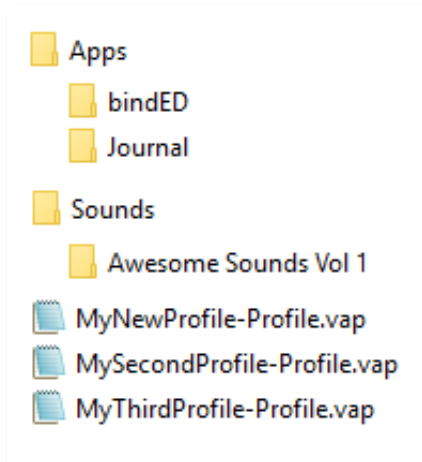 Apps
bindED
Journal
Sounds
Awesome Sounds Vol 1
MyNewProfile-Profile.vap
MySecondProfile-Profile.vap
MyThirdProfile-Profile.vap